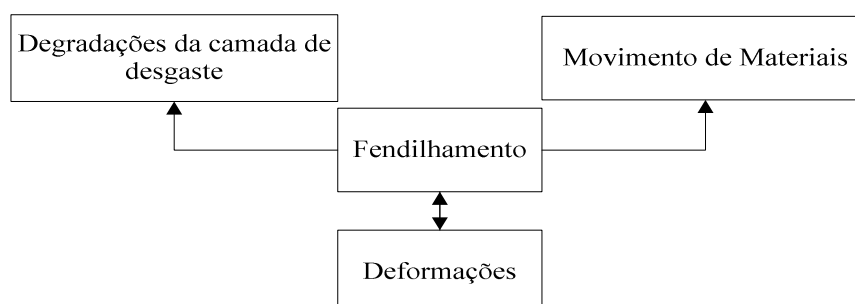 Degradações da camada de
desgaste
Movimento de Materiais
Fendilhamento
Deformações